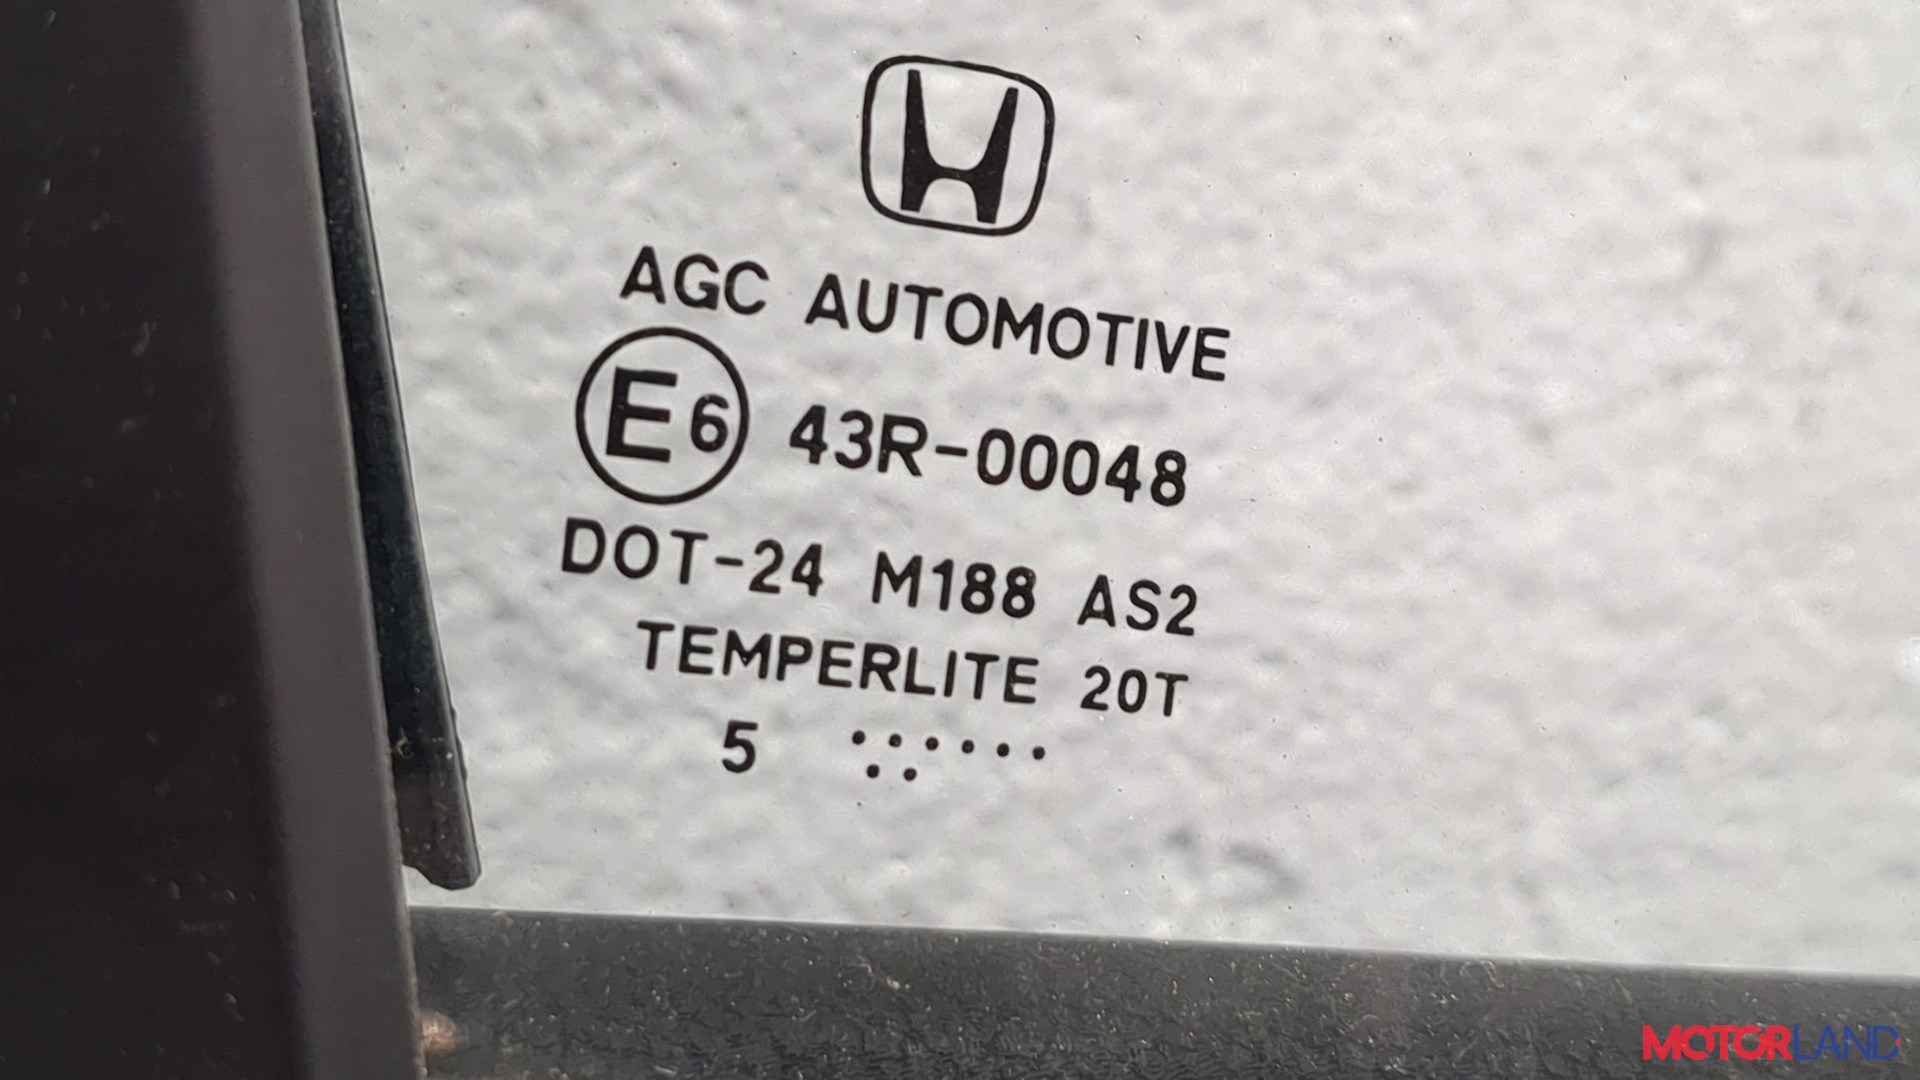 AGC AUTOMOTIVE
E6 43R-00048
DOT-24 M188 AS2
TEMPERLITE 20T
5
MOTORLAND